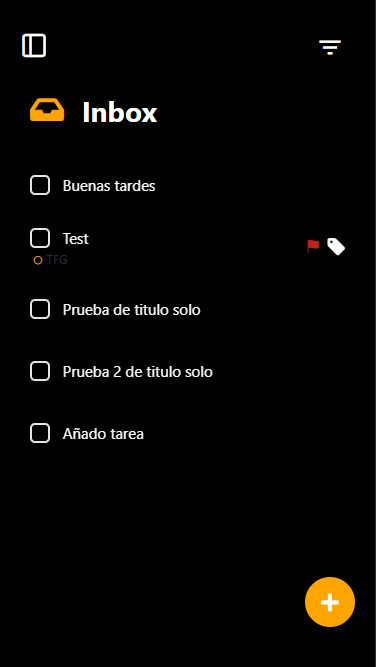 Inbox
Buenas tardes
Test
TFG
Prueba de titulo solo
Prueba 2 de titulo solo
Añado tarea